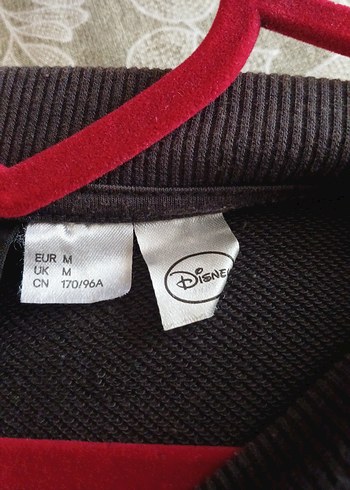 EUR M
UK M
CN 170/96A
Disney